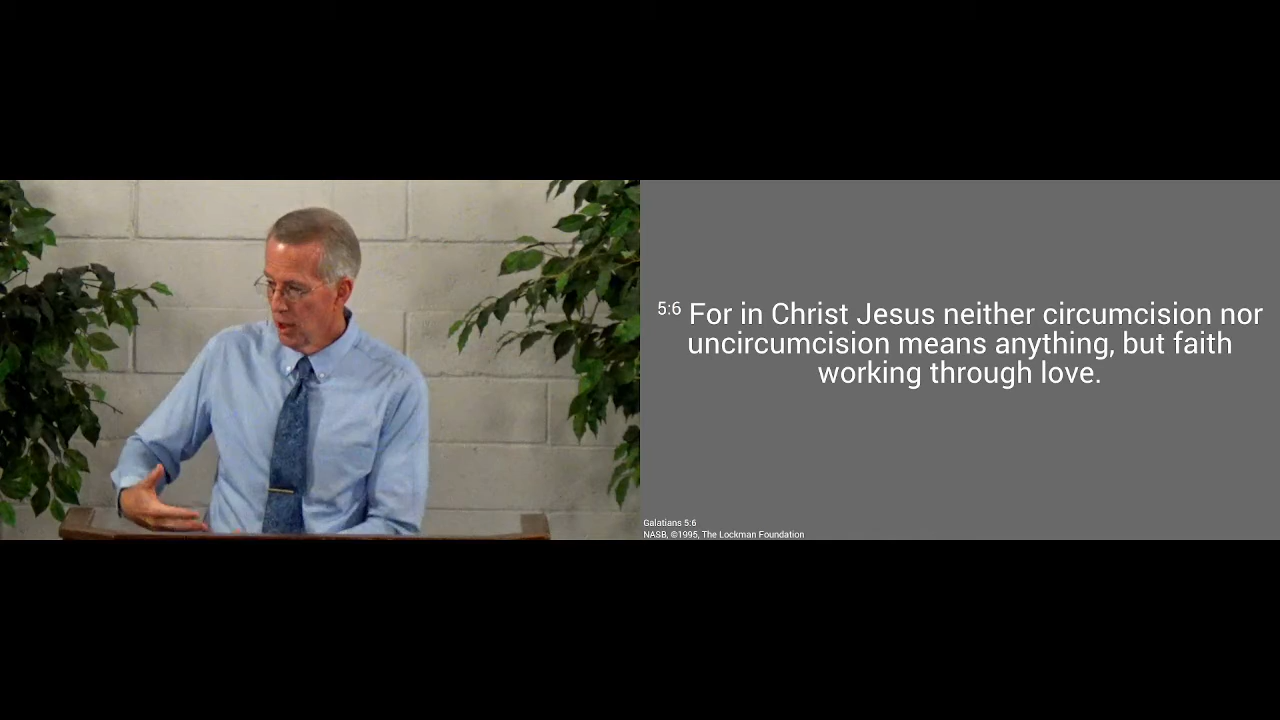 5:6 For in Christ Jesus neither circumcision nor
uncircumcision means anything, but faith
working through love.
Galatians 5:6
NASB, ©1995, The Lockman Foundation